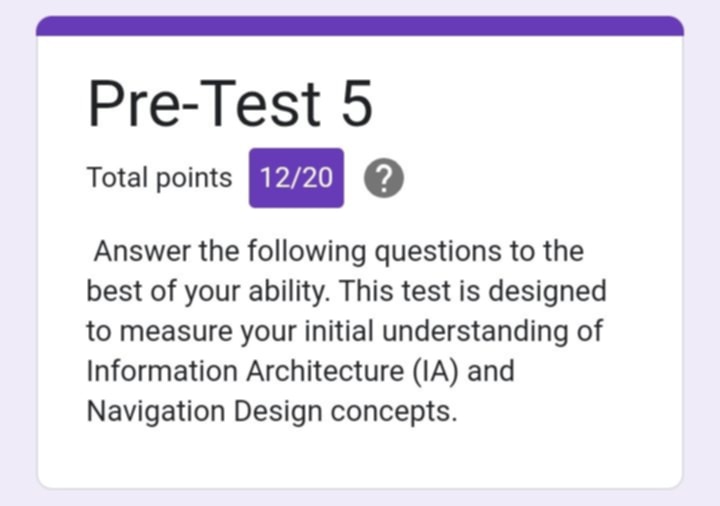 Pre-Test 5
Total points 12/20 ?
Answer the following questions to the
best of your ability. This test is designed
to measure your initial understanding of
Information Architecture (IA) and
Navigation Design concepts.